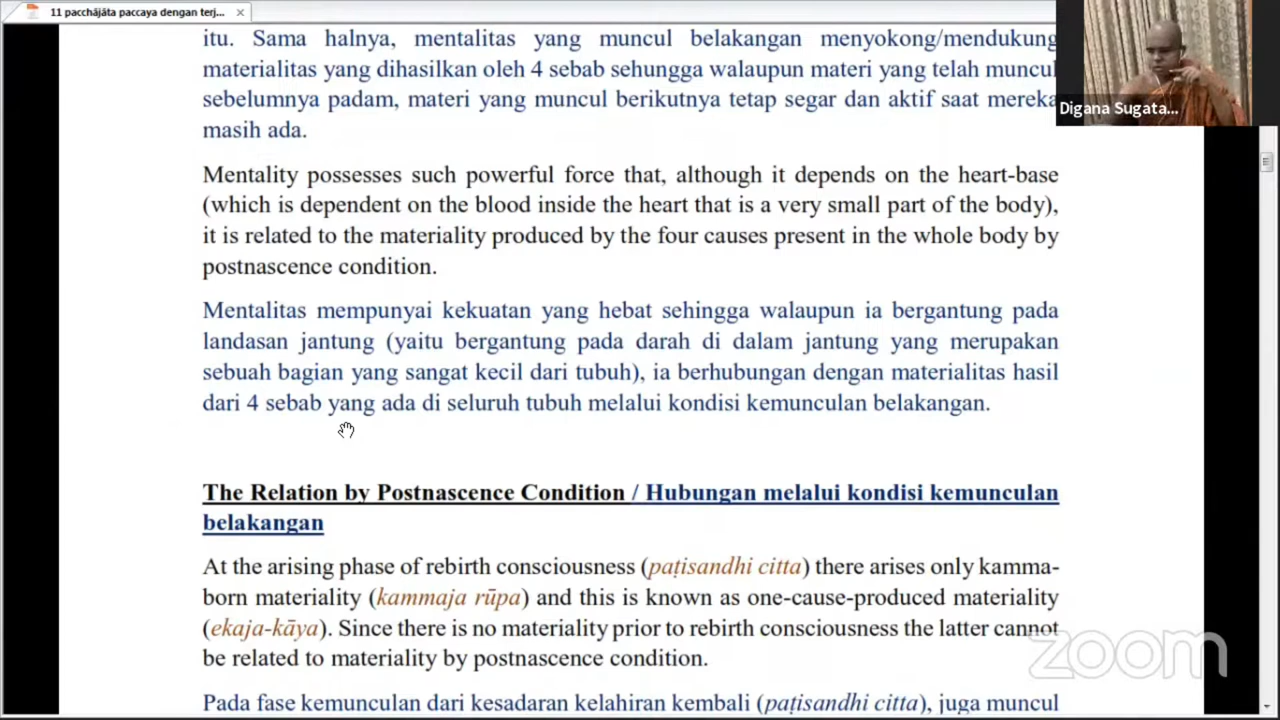 11 pacchājāta paccaya dengan terj...
itu. Sama halnya, mentalitas yang muncul belakangan menyokong/mendukung
materialitas yang dihasilkan oleh 4 sebab sehungga walaupun materi yang telah muncul
sebelumnya padam, materi yang muncul berikutnya tetap segar dan aktif saat mereka
masih ada.
Digana Sugata...
Mentality possesses such powerful force that, although it depends on the heart-base
(which is dependent on the blood inside the heart that is a very small part of the body),
it is related to the materiality produced by the four causes present in the whole body by
postnascence condition.
Mentalitas mempunyai kekuatan yang hebat sehingga walaupun ia bergantung pada
landasan jantung (yaitu bergantung pada darah di dalam jantung yang merupakan
sebuah bagian yang sangat kecil dari tubuh), ia berhubungan dengan materialitas hasil
dari 4 sebab yang ada di seluruh tubuh melalui kondisi kemunculan belakangan.
The Relation by Postnascence Condition / Hubungan melalui kondisi kemunculan
belakangan
At the arising phase of rebirth consciousness (paṭisandhi citta) there arises only kamma-
born materiality (kammaja rūpa) and this is known as one-cause-produced materiality
(ekaja-kāya). Since there is no materiality prior to rebirth consciousness the latter cannot
be related to materiality by postnascence condition.
zoom
Pada fase kemunculan dari kesadaran kelahiran kembali (paṭisandhi citta), juga muncul